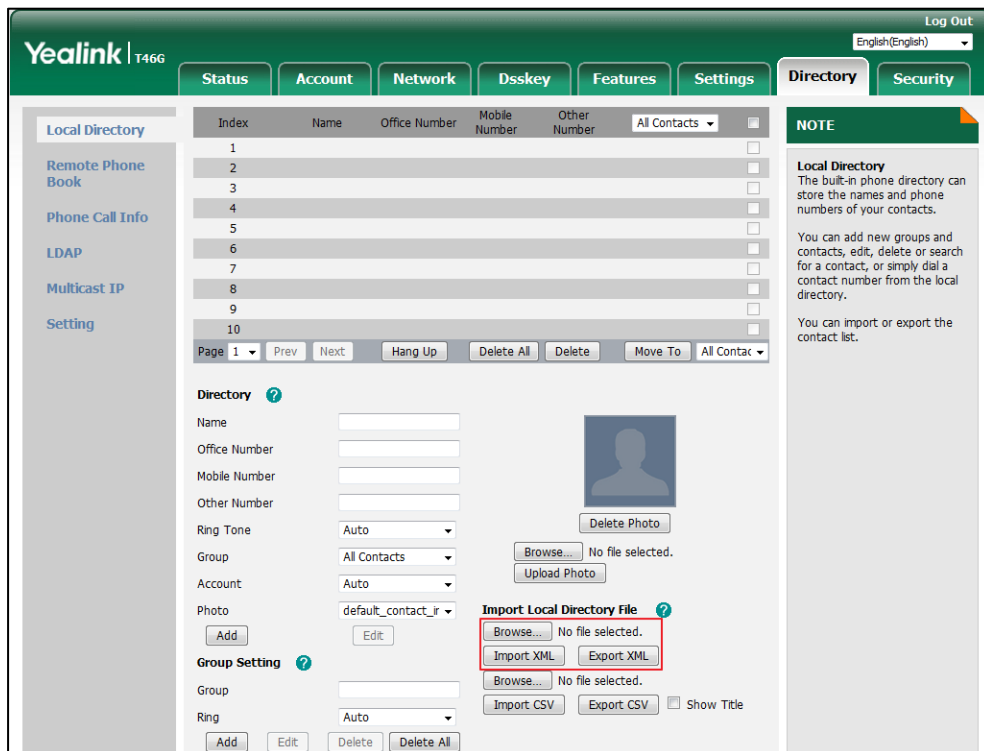 Log Out
English(English)
Yealink T46G
Status Account Network Dsskey Features Settings Directory Security
Local Directory
Remote Phone
Book
Phone Call Info
LDAP
Multicast IP
Setting
Index Name Office Number Mobile Number Other Number All Contacts
1
2
3
4
5
6
7
8
9
10
Page 1 Prev Next Hang Up Delete All Delete Move To All Contac
Directory ?
Name
Office Number
Mobile Number
Other Number
Ring Tone Auto
Group All Contacts
Account Auto
Photo default_contact_ir
Add Edit
Group Setting ?
Group
Ring Auto
Add Edit Delete Delete All
Delete Photo
Browse... No file selected.
Upload Photo
Import Local Directory File ?
Browse... No file selected.
Import XML Export XML
Browse... No file selected.
Import CSV Export CSV Show Title
NOTE
Local Directory
The built-in phone directory can
store the names and phone
numbers of your contacts.
You can add new groups and
contacts, edit, delete or search
for a contact, or simply dial a
contact number from the local
directory.
You can import or export the
contact list.